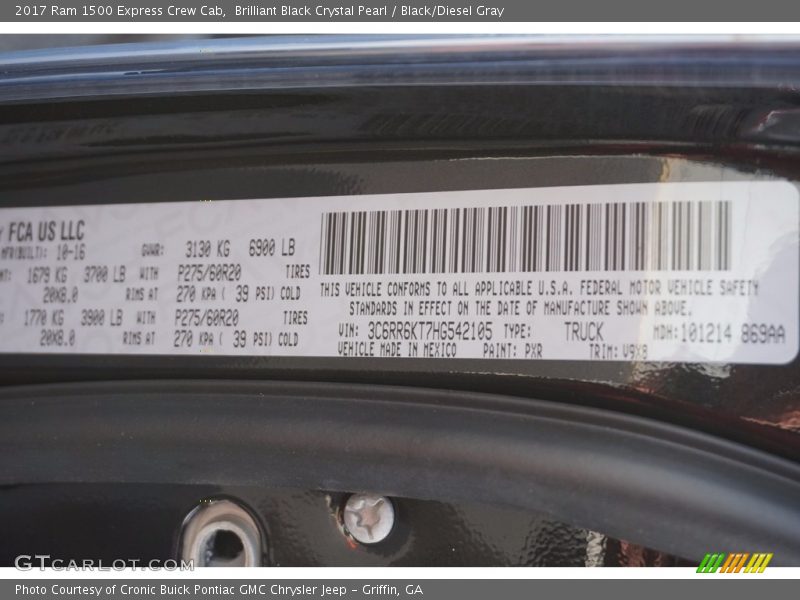 2017 Ram 1500 Express Crew Cab, Brilliant Black Crystal Pearl / Black/Diesel Gray
FCA US LLC
MFR(BUILT): 10-16 GVWR: 3130 KG 6900 LB
1679 KG 3700 LB WITH P275/60R20 TIRES
20X8.0 RIMS AT 270 KPA ( 39 PSI) COLD
1770 KG 3900 LB WITH P275/60R20 TIRES
20X8.0 RIMS AT 270 KPA ( 39 PSI) COLD
THIS VEHICLE CONFORMS TO ALL APPLICABLE U.S.A. FEDERAL MOTOR VEHICLE SAFETY
STANDARDS IN EFFECT ON THE DATE OF MANUFACTURE SHOWN ABOVE.
VIN: 3C6RR6KT7HG542105 TYPE: TRUCK MDH: 101214 869AA
VEHICLE MADE IN MEXICO PAINT: PXR TRIM: V9X8
GTCARLOT.COM
Photo Courtesy of Cronic Buick Pontiac GMC Chrysler Jeep - Griffin, GA